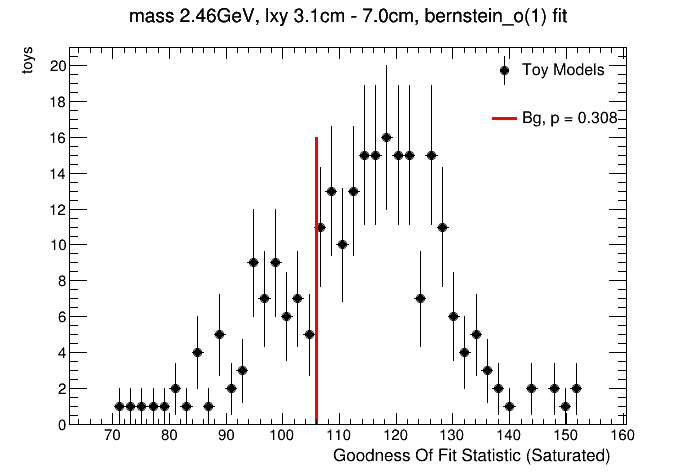 mass 2.46GeV, lxy 3.1cm - 7.0cm, bernstein_o(1) fit
toys
Toy Models
Bg, p = 0.308
20
18
16
14
12
10
8
6
4
2
0
70 80 90 100 110 120 130 140 150 160
Goodness Of Fit Statistic (Saturated)